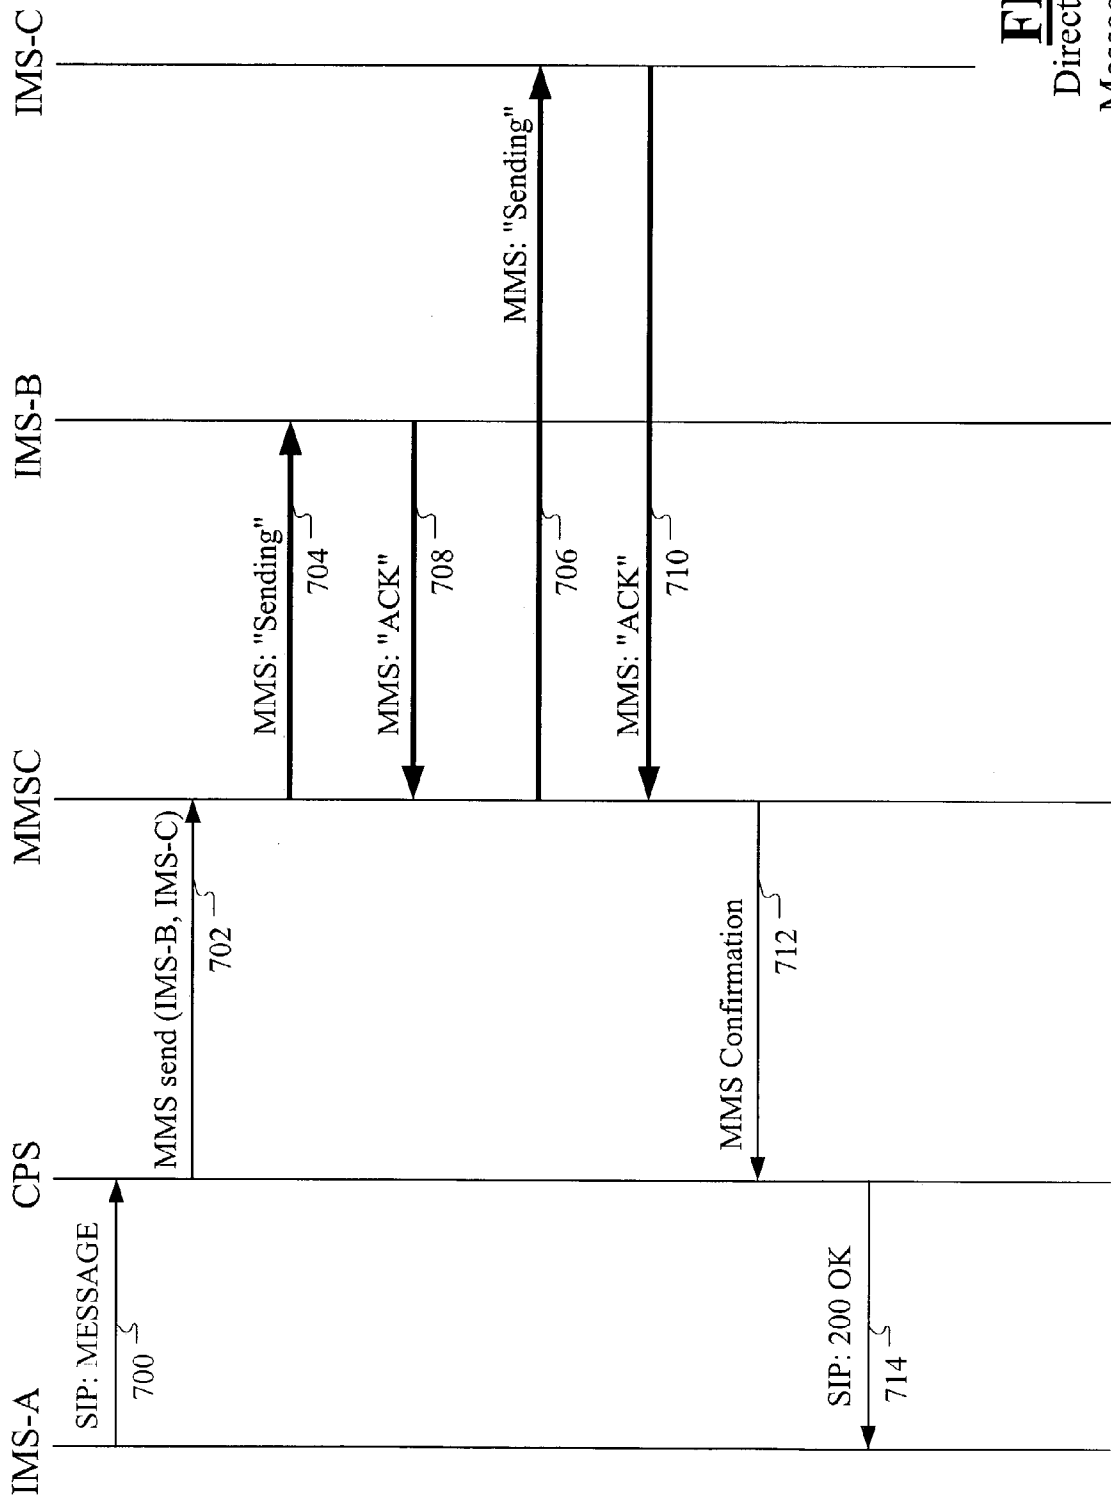 IMS-A
CPS
MMSC
IMS-B
IMS-C
SIP: MESSAGE
700
MMS send (IMS-B, IMS-C)
702
MMS: "Sending"
704
MMS: "ACK"
708
MMS: "Sending"
706
MMS: "ACK"
710
MMS Confirmation
712
SIP: 200 OK
714
Direct